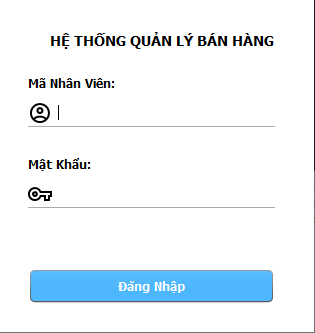 HỆ THỐNG QUẢN LÝ BÁN HÀNG
Mã Nhân Viên:
Mật Khẩu:
Đăng Nhập